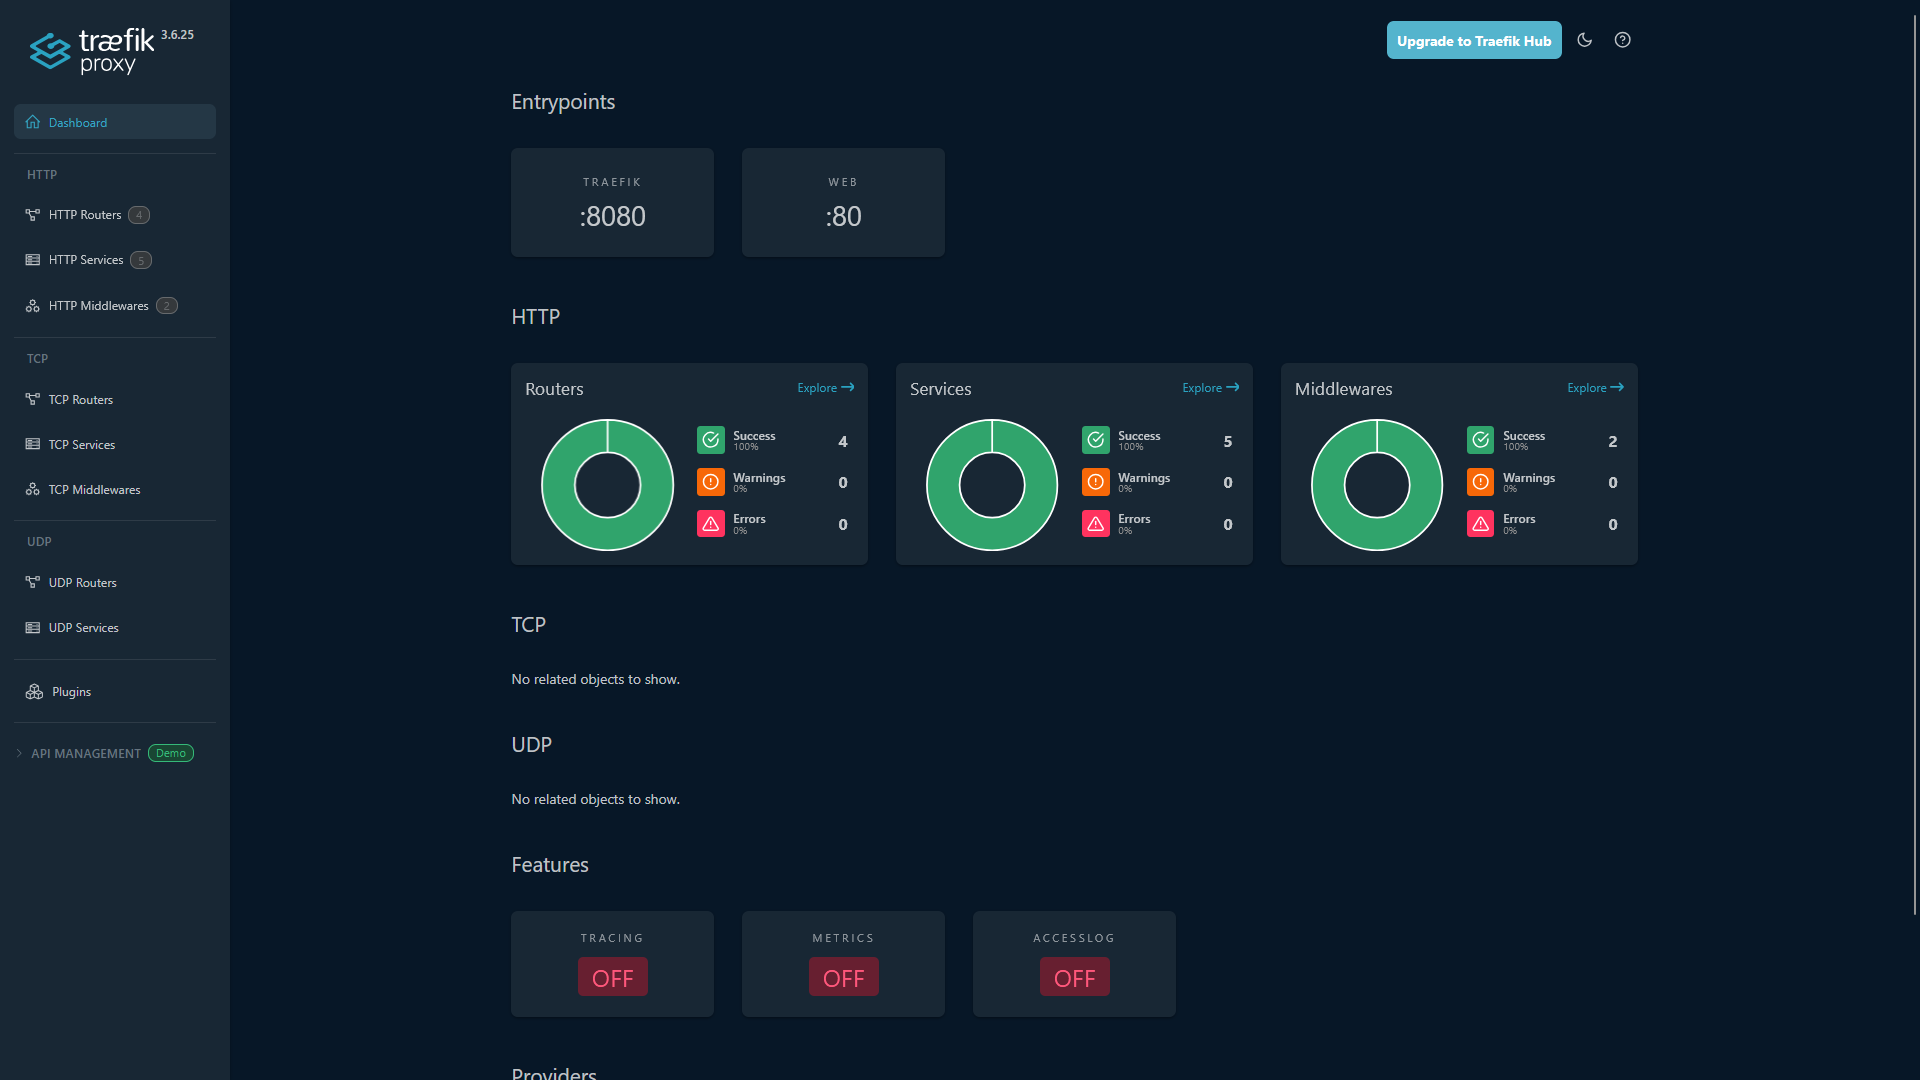 træfik 3.6.25
proxy
Dashboard
HTTP
HTTP Routers 4
HTTP Services 5
HTTP Middlewares 2
TCP
TCP Routers
TCP Services
TCP Middlewares
UDP
UDP Routers
UDP Services
Plugins
API MANAGEMENT Demo
Upgrade to Traefik Hub
Entrypoints
TRAEFIK
:8080
WEB
:80
HTTP
Routers Explore
Success 4
100%
Warnings 0
0%
Errors 0
0%
Services Explore
Success 5
100%
Warnings 0
0%
Errors 0
0%
Middlewares Explore
Success 2
100%
Warnings 0
0%
Errors 0
0%
TCP
No related objects to show.
UDP
No related objects to show.
Features
TRACING
OFF
METRICS
OFF
ACCESSLOG
OFF
Providers